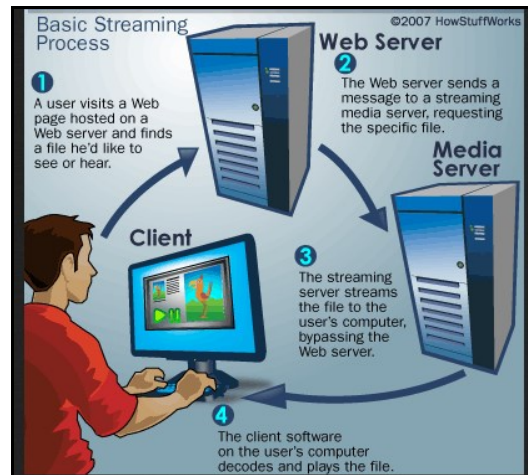 Basic Streaming
Process
©2007 HowStuffWorks
Web Server
1
A user visits a Web
page hosted on a
Web server and finds
a file he'd like to
see or hear.
2
The Web server sends a
message to a streaming
media server, requesting
the specific file.
Media
Server
Client
3
The streaming
server streams
the file to the
user's computer,
bypassing the
Web server.
4
The client software
on the user's computer
decodes and plays the file.